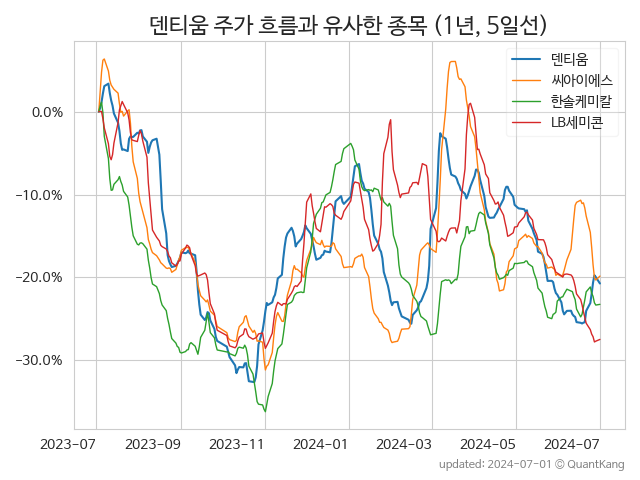 덴티움 주가 흐름과 유사한 종목 (1년, 5일선)
덴티움
씨아이에스
한솔케미칼
LB세미콘
0.0%
−10.0%
−20.0%
−30.0%
2023-07
2023-09
2023-11
2024-01
2024-03
2024-05
2024-07
updated: 2024-07-01 © QuantKang